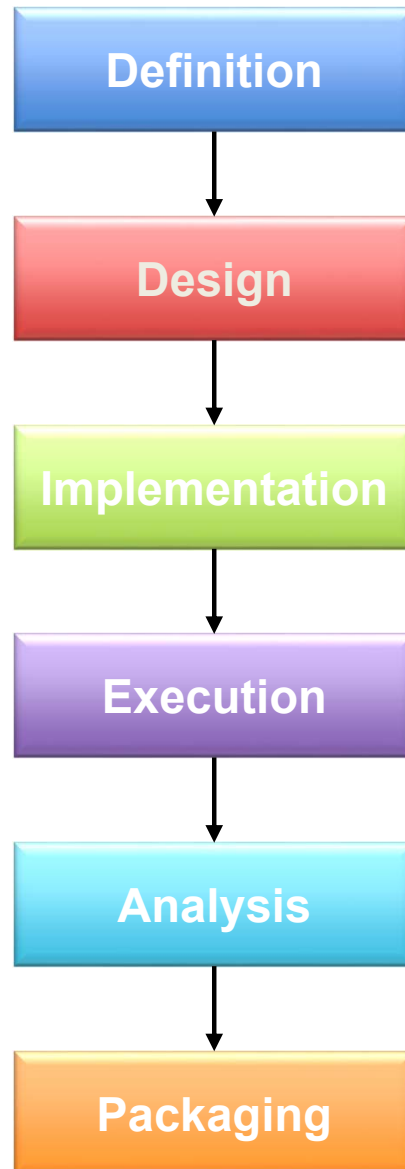 Definition
Design
Implementation
Execution
Analysis
Packaging